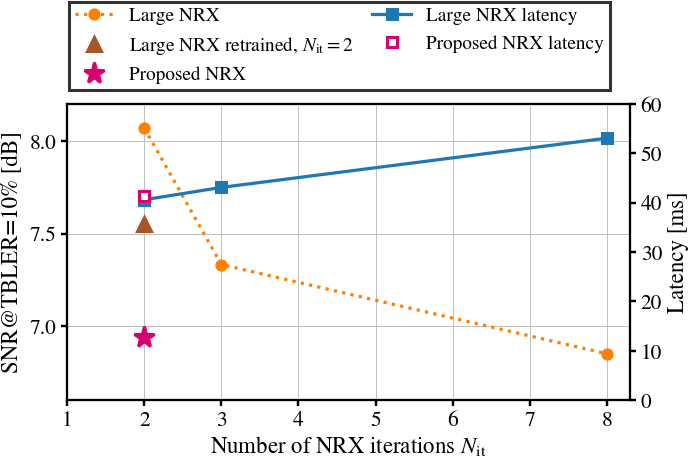 Large NRX
Large NRX retrained, N_it = 2
Proposed NRX
Large NRX latency
Proposed NRX latency
SNR@TBLER=10% [dB]
8.0
7.5
7.0
60
50
40
30
20
10
0
Latency [ms]
1 2 3 4 5 6 7 8
Number of NRX iterations N_it